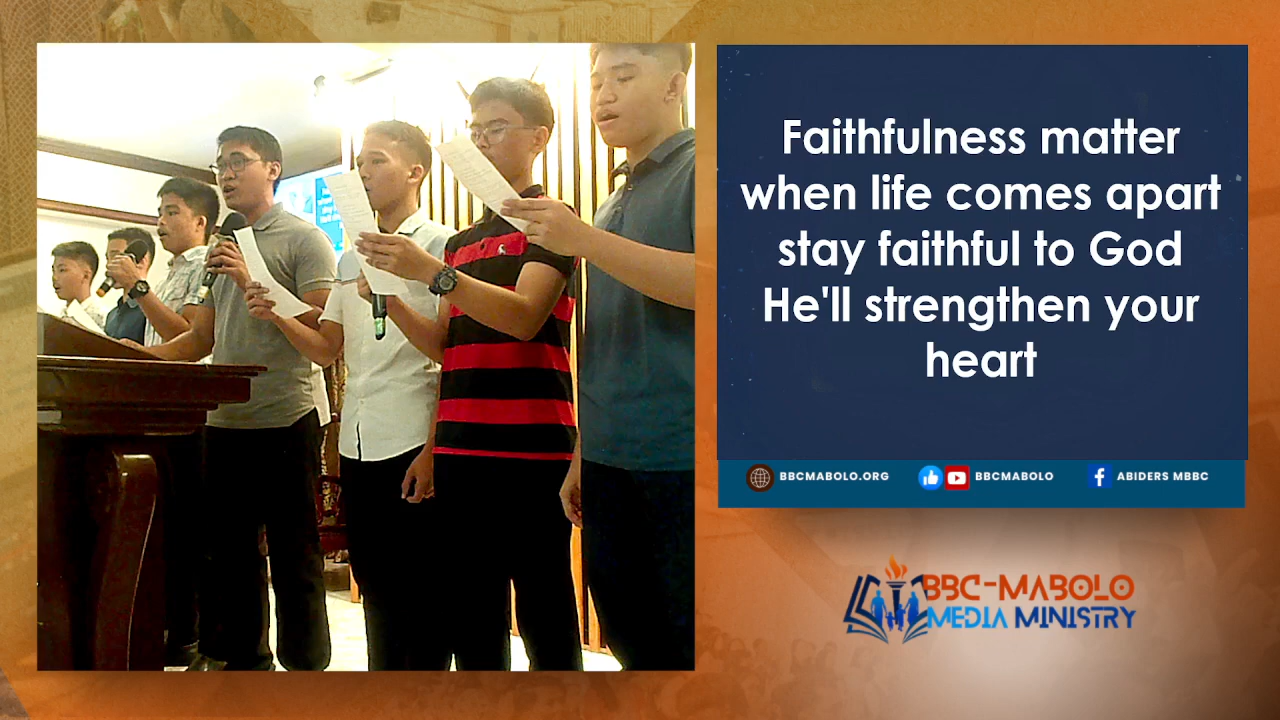 Faithfulness matter
when life comes apart
stay faithful to God
He'll strengthen your
heart
BBCMABOLO.ORG
BBCMABOLO
ABIDERS MBBC
BBC-MABOLO
MEDIA MINISTRY